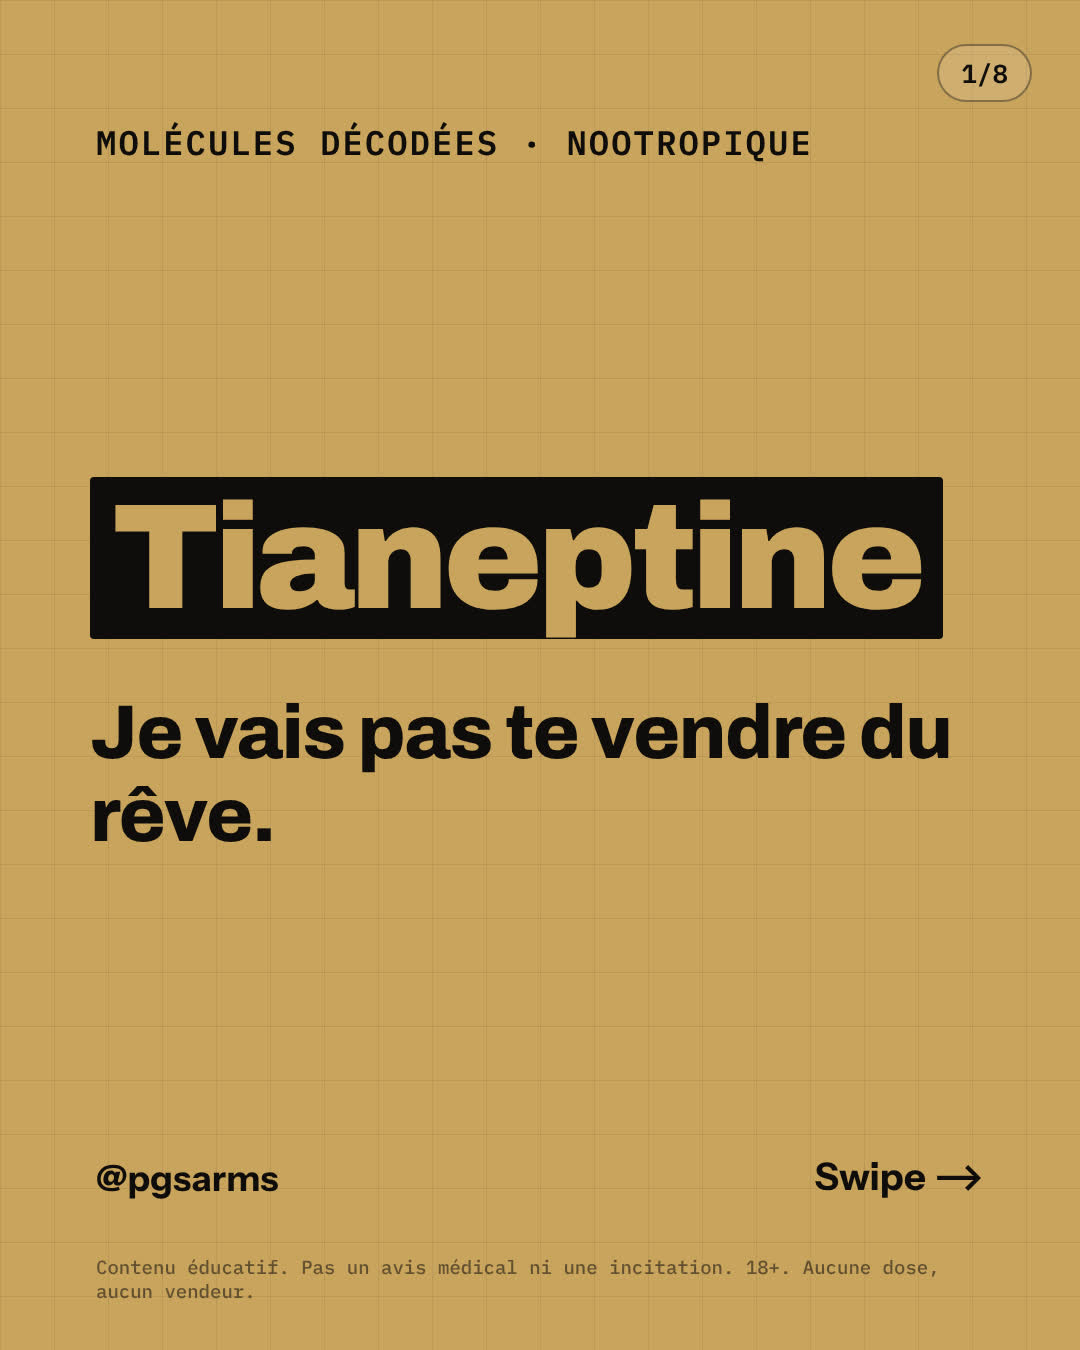 1/8
MOLÉCULES DÉCODÉES · NOOTROPIQUE
Tianeptine
Je vais pas te vendre du
rêve.
@pgsarms
Swipe →
Contenu éducatif. Pas un avis médical ni une incitation. 18+. Aucune dose,
aucun vendeur.